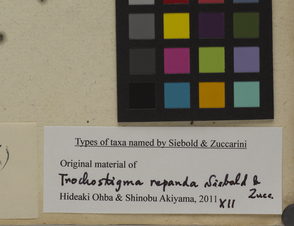 Types of taxa named by Siebold & Zuccarini
Original material of
Trochostigma repanda Siebold &
Zucc.
Hideaki Ohba & Shinobu Akiyama, 2011 XII